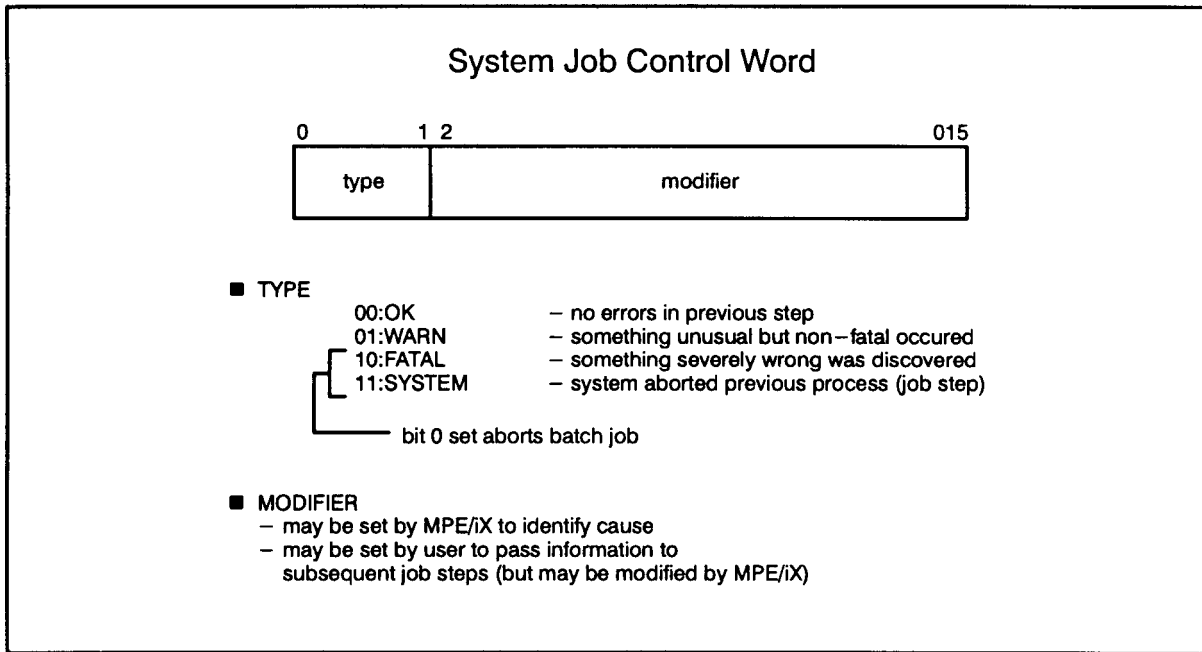 System Job Control Word
0 1 2 015
type modifier
■ TYPE
00:OK – no errors in previous step
01:WARN – something unusual but non–fatal occured
10:FATAL – something severely wrong was discovered
11:SYSTEM – system aborted previous process (job step)
bit 0 set aborts batch job
■ MODIFIER
– may be set by MPE/iX to identify cause
– may be set by user to pass information to
subsequent job steps (but may be modified by MPE/iX)